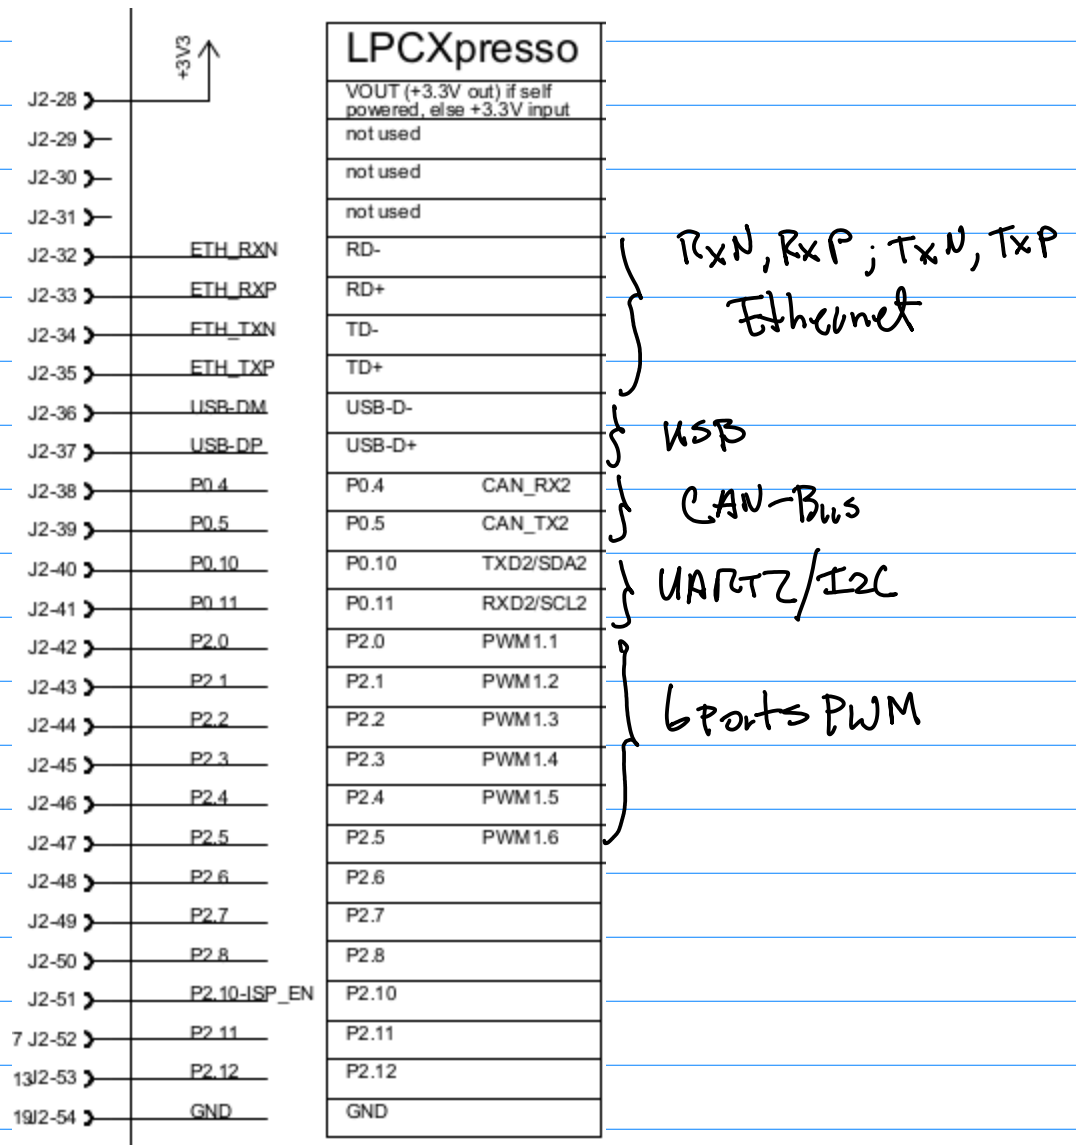 +3V3
LPCXpresso
J2-28 VOUT (+3.3V out) if self
powered, else +3.3V input
J2-29 not used
J2-30 not used
J2-31 not used
J2-32 ETH_RXN RD-
RxN, RxP ; TxN, TxP
J2-33 ETH_RXP RD+
Ethernet
J2-34 ETH_TXN TD-
J2-35 ETH_TXP TD+
J2-36 USB-DM USB-D-
USB
J2-37 USB-DP USB-D+
J2-38 P0.4 P0.4 CAN_RX2
CAN-Bus
J2-39 P0.5 P0.5 CAN_TX2
J2-40 P0.10 P0.10 TXD2/SDA2
UART2/I2C
J2-41 P0.11 P0.11 RXD2/SCL2
J2-42 P2.0 P2.0 PWM1.1
J2-43 P2.1 P2.1 PWM1.2
J2-44 P2.2 P2.2 PWM1.3
6 Ports PWM
J2-45 P2.3 P2.3 PWM1.4
J2-46 P2.4 P2.4 PWM1.5
J2-47 P2.5 P2.5 PWM1.6
J2-48 P2.6 P2.6
J2-49 P2.7 P2.7
J2-50 P2.8 P2.8
J2-51 P2.10-ISP_EN P2.10
7 J2-52 P2.11 P2.11
13 J2-53 P2.12 P2.12
19 J2-54 GND GND